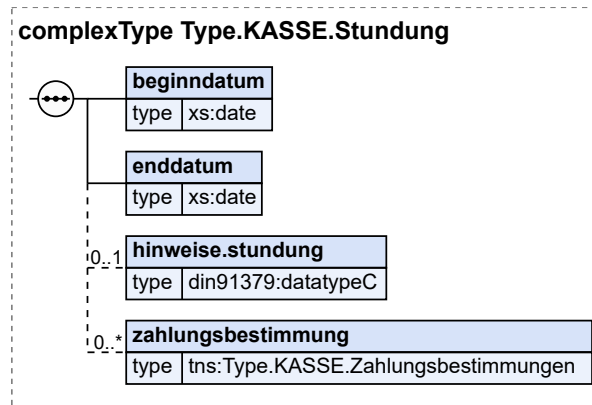 complexType Type.KASSE.Stundung
beginndatum
type xs:date
enddatum
type xs:date
0..1 hinweise.stundung
type din91379:datatypeC
0..* zahlungsbestimmung
type tns:Type.KASSE.Zahlungsbestimmungen